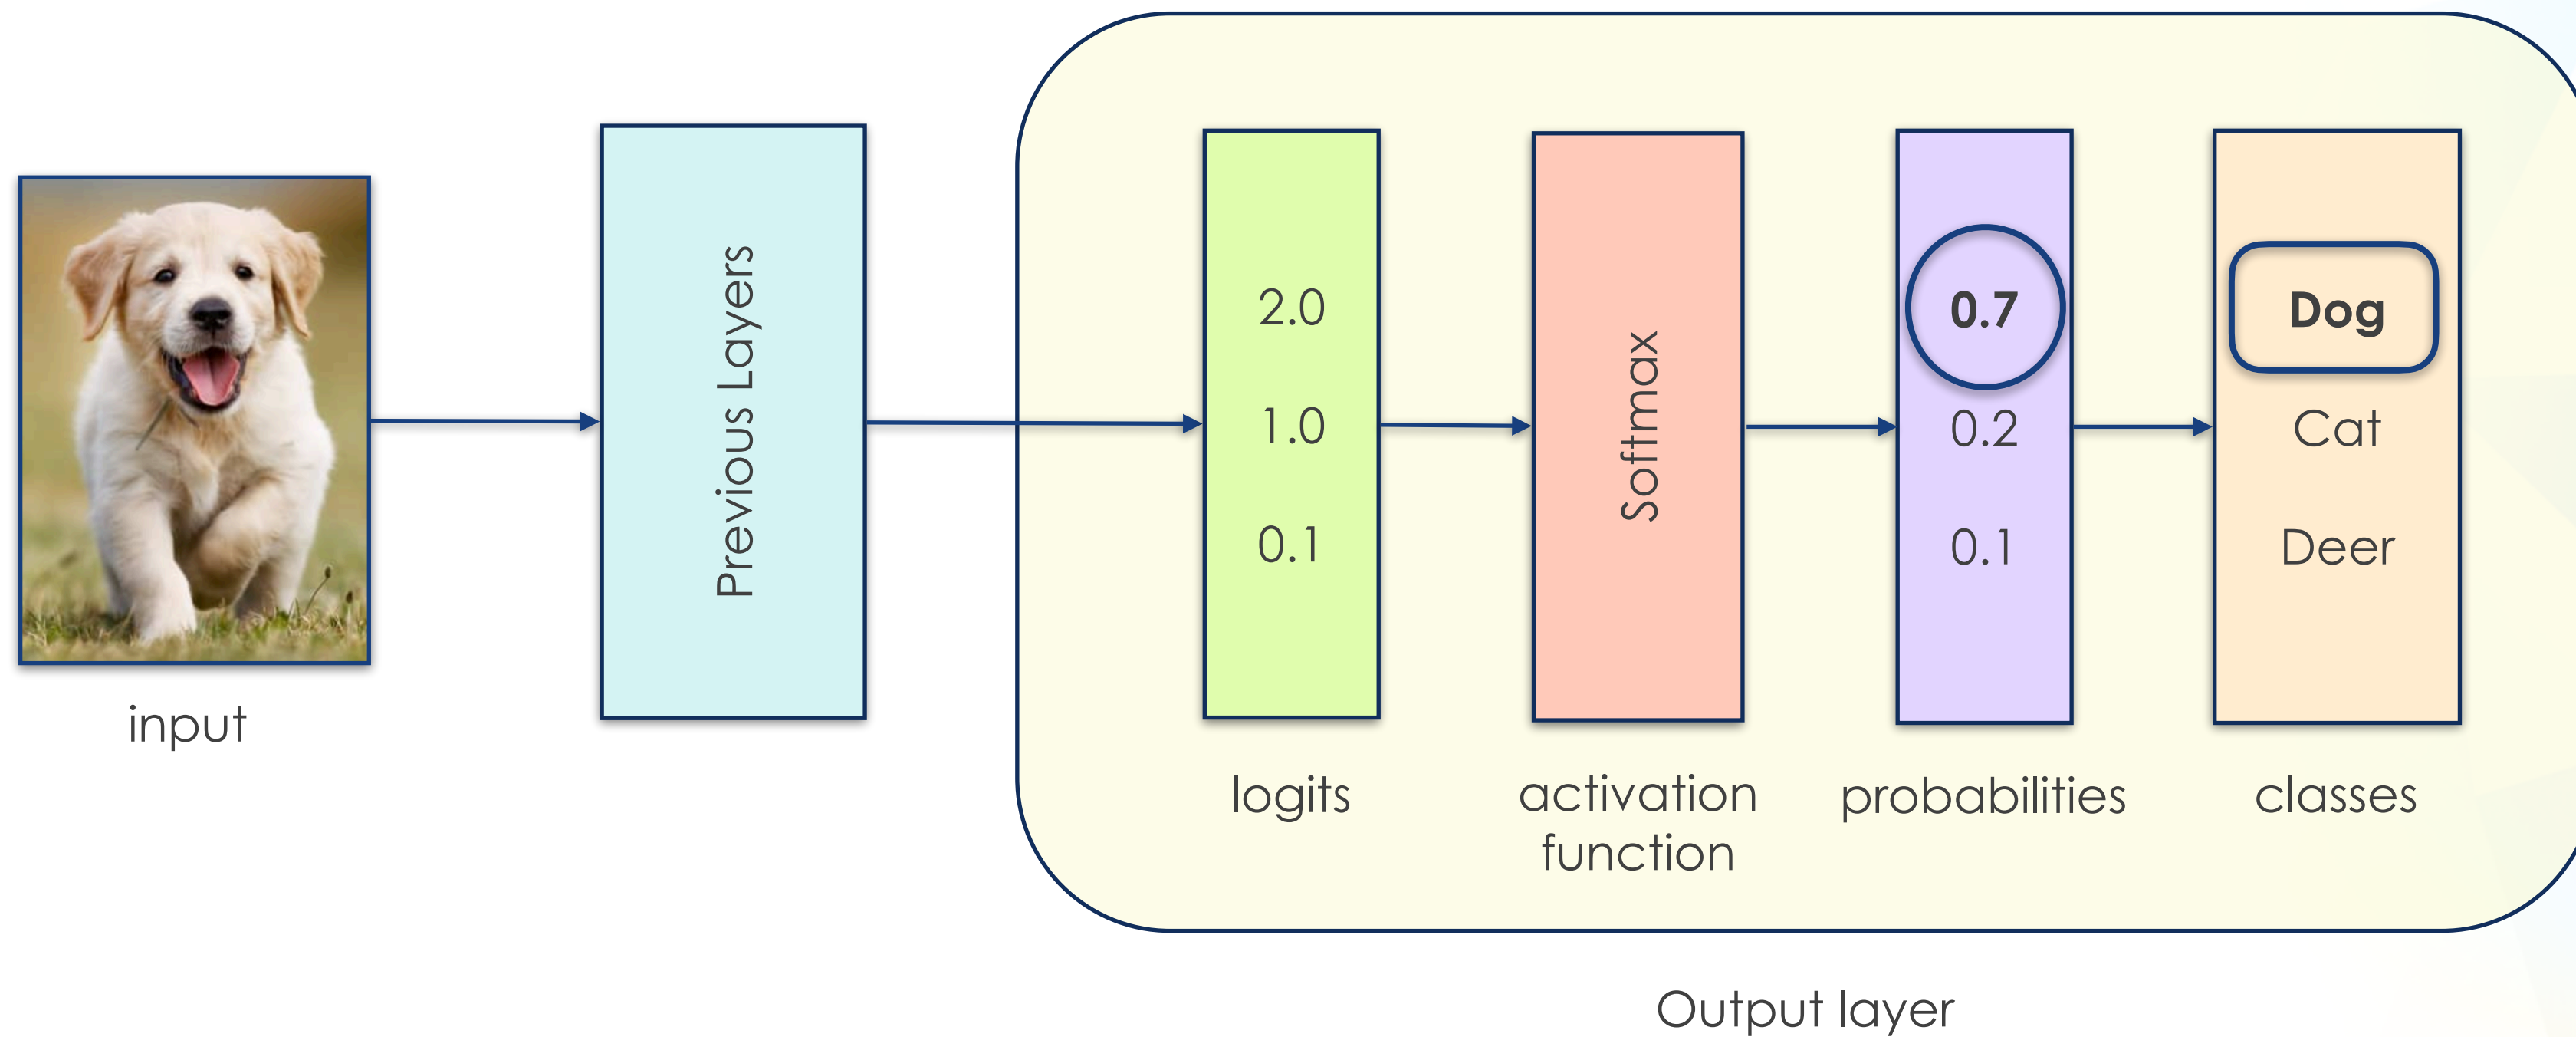 input
Previous Layers
2.0
1.0
0.1
logits
Softmax
activation
function
0.7
0.2
0.1
probabilities
Dog
Cat
Deer
classes
Output layer